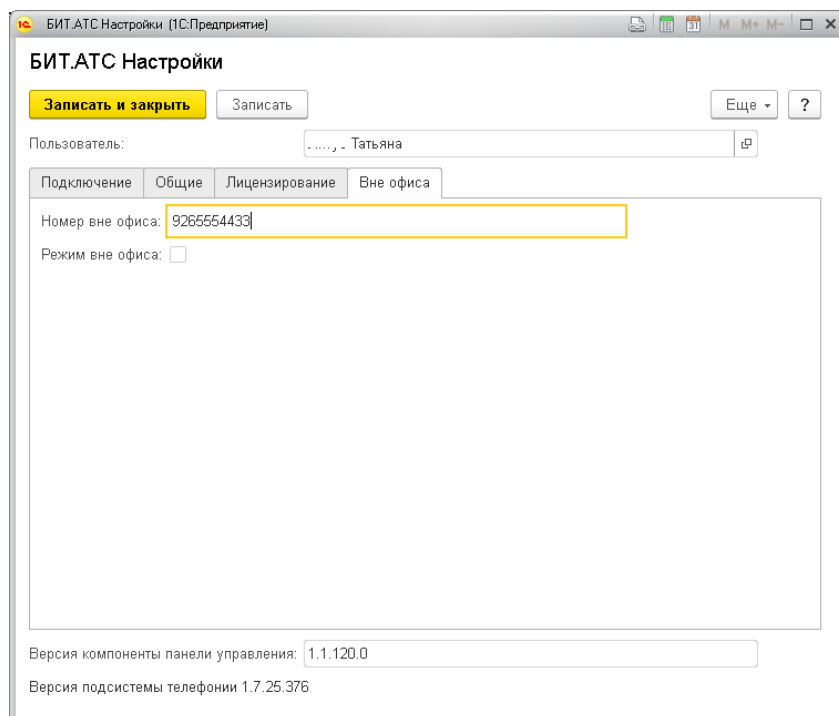 БИТ.АТС Настройки (1С:Предприятие)
31 M M+ M-
БИТ.АТС Настройки
Записать и закрыть Записать Еще ?
Пользователь: Татьяна
Подключение Общие Лицензирование Вне офиса
Номер вне офиса: 9265554433
Режим вне офиса:
Версия компоненты панели управления: 1.1.120.0
Версия подсистемы телефонии 1.7.25.376